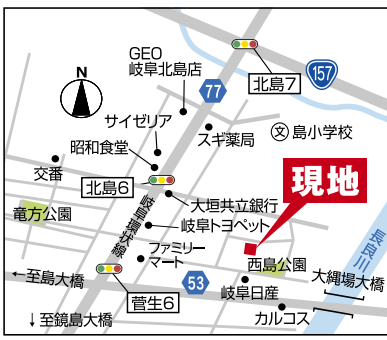 GEO
岐阜北島店
北島7
157
N
77
サイゼリア
スギ薬局
文
島小学校
昭和食堂
交番
北島6
現地
大垣共立銀行
竜方公園
岐阜環状線
岐阜トヨペット
長良川
ファミリー
マート
西島公園
←至島大橋
53
大縄場大橋
岐阜日産
菅生6
カルコス
↓至鏡島大橋